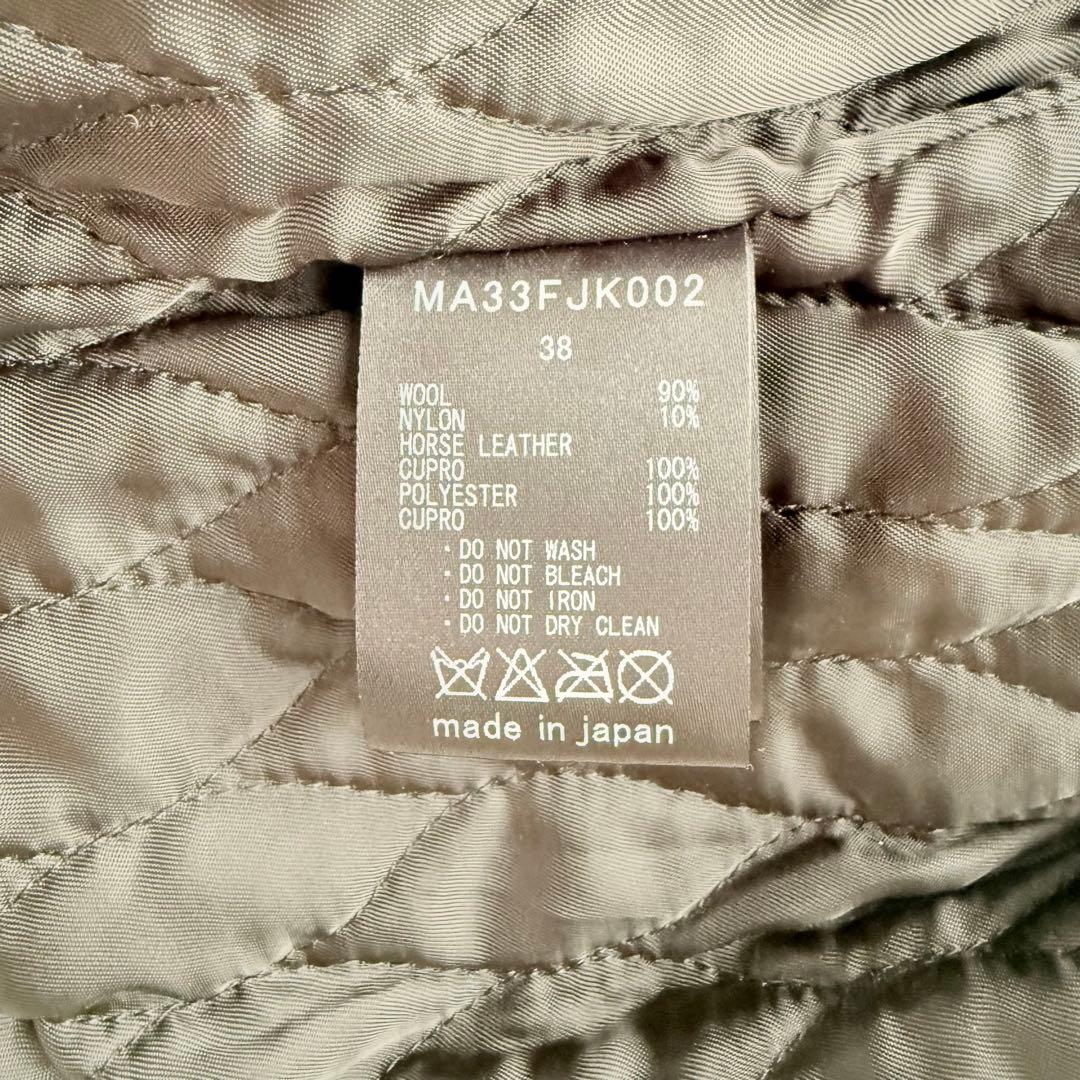 MA33FJK002
38
WOOL 90%
NYLON 10%
HORSE LEATHER
CUPRO 100%
POLYESTER 100%
CUPRO 100%
・DO NOT WASH
・DO NOT BLEACH
・DO NOT IRON
・DO NOT DRY CLEAN
made in japan